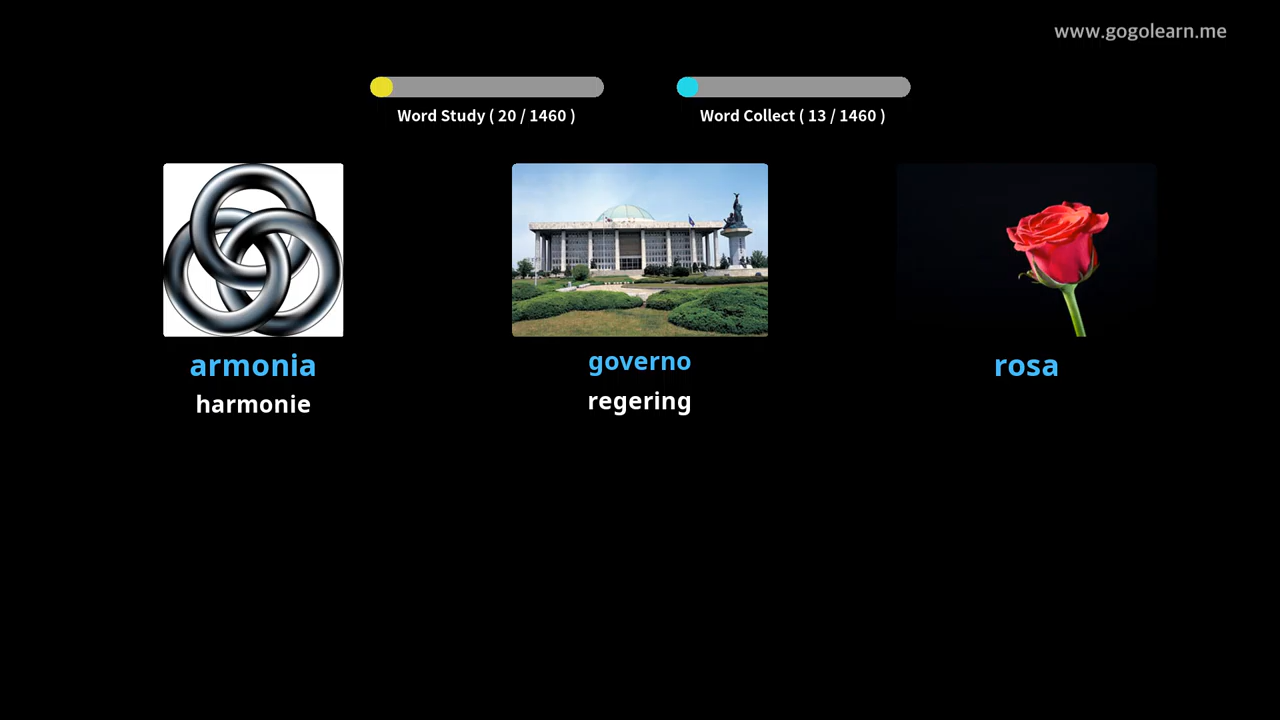 www.gogolearn.me
Word Study ( 20 / 1460 )
Word Collect ( 13 / 1460 )
armonia
harmonie
governo
regering
rosa